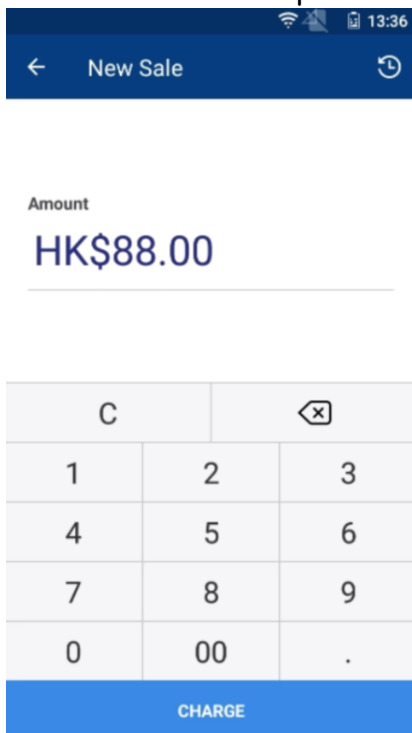 13:36
New Sale
Amount
HK$88.00
C
1 2 3
4 5 6
7 8 9
0 00 .
CHARGE